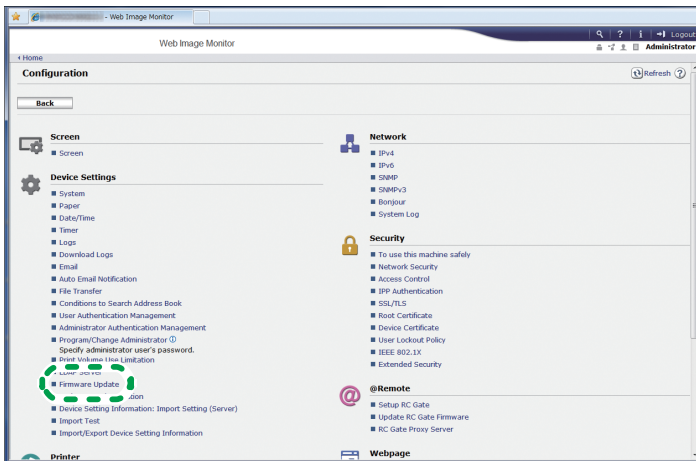 - Web Image Monitor
Web Image Monitor
? i Logout
Administrator
Home
Configuration
Refresh ?
Back
Screen
Screen
Device Settings
System
Paper
Date/Time
Timer
Logs
Download Logs
Email
Auto Email Notification
File Transfer
Conditions to Search Address Book
User Authentication Management
Administrator Authentication Management
Program/Change Administrator
Specify administrator user's password.
Print Volume Use Limitation
LDAP Server
Firmware Update
Device Setting Information: Import Setting (Server)
Import Test
Import/Export Device Setting Information
Printer
Network
IPv4
IPv6
SNMP
SNMPv3
Bonjour
System Log
Security
To use this machine safely
Network Security
Access Control
IPP Authentication
SSL/TLS
Root Certificate
Device Certificate
User Lockout Policy
IEEE 802.1X
Extended Security
@Remote
Setup RC Gate
Update RC Gate Firmware
RC Gate Proxy Server
Webpage